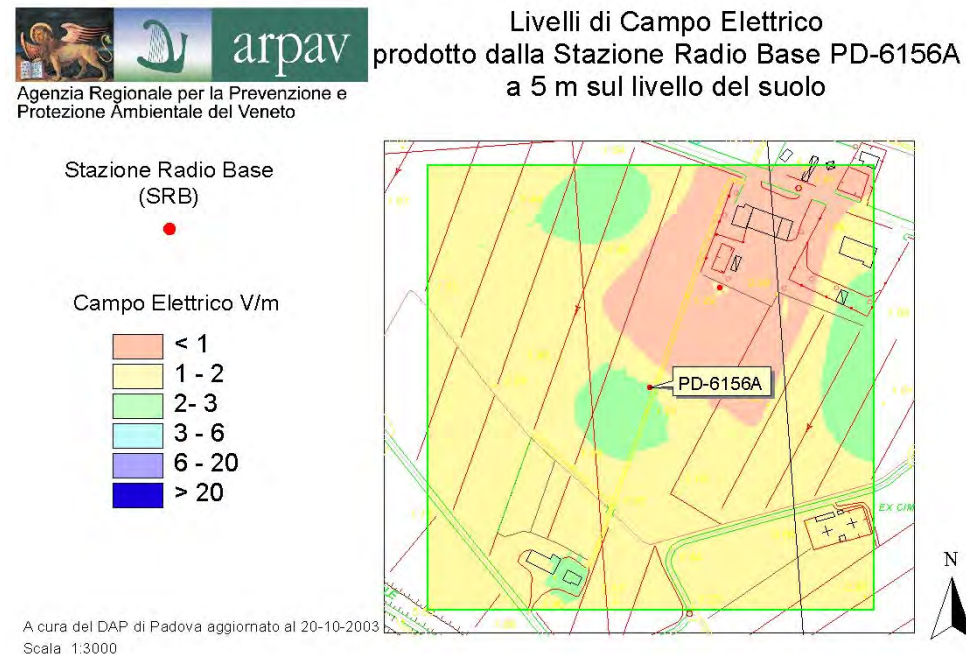 arpav
Agenzia Regionale per la Prevenzione e
Protezione Ambientale del Veneto
Livelli di Campo Elettrico
prodotto dalla Stazione Radio Base PD-6156A
a 5 m sul livello del suolo
Stazione Radio Base
(SRB)
Campo Elettrico V/m
< 1
1 - 2
2- 3
3 - 6
6 - 20
> 20
PD-6156A
EX CIM
N
A cura del DAP di Padova aggiornato al 20-10-2003
Scala 1:3000